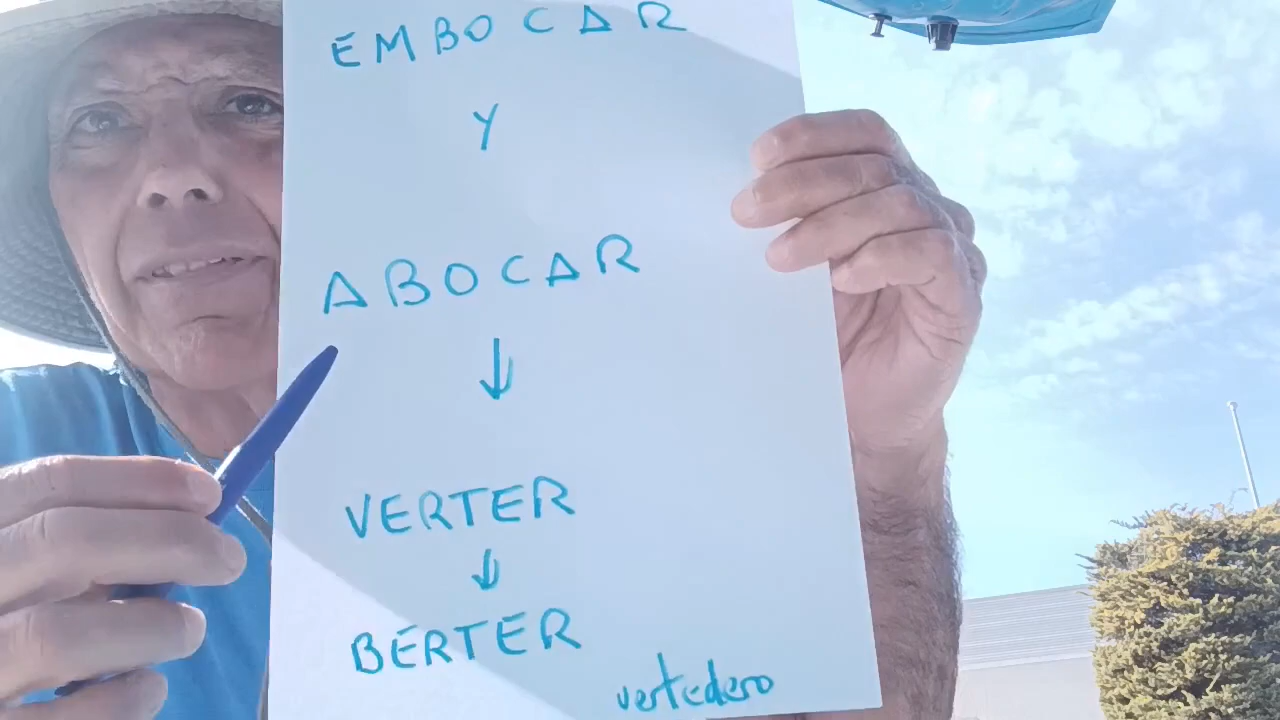 EMBOCAR
Y
ABOCAR
↓
VERTER
↓
BERTER
vertedero